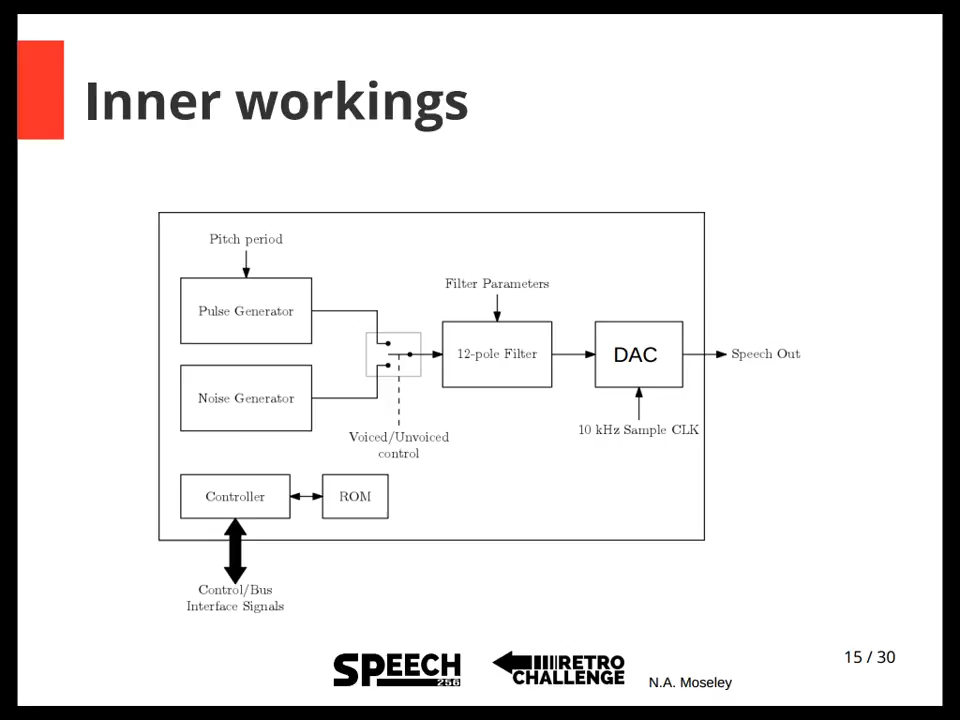 Inner workings
Pitch period
Pulse Generator
Noise Generator
Voiced/Unvoiced
control
Filter Parameters
12-pole Filter
DAC
Speech Out
10 kHz Sample CLK
Controller
ROM
Control/Bus
Interface Signals
SPEECH
256
RETRO
CHALLENGE
N.A. Moseley
15 / 30